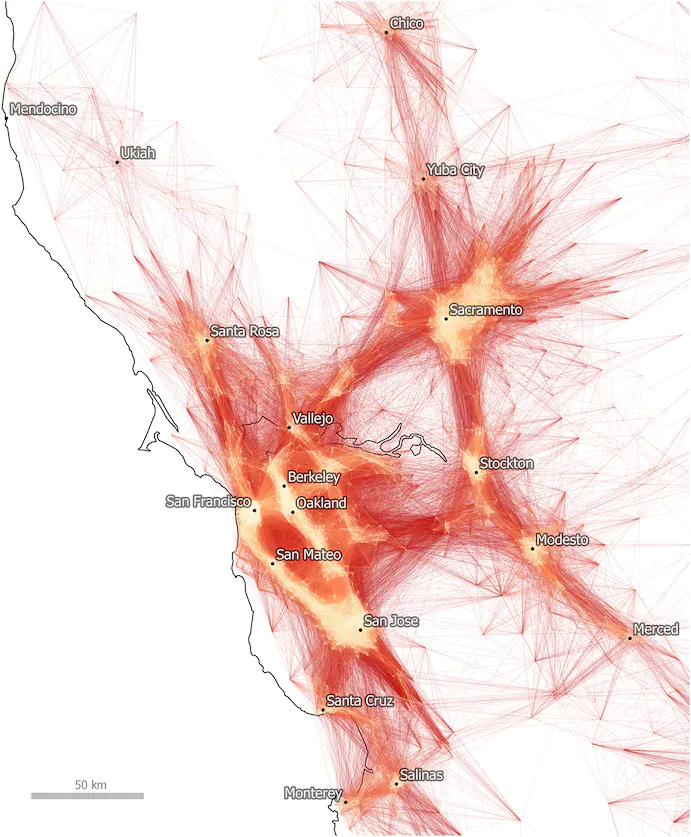 Chico
Mendocino
Ukiah
Yuba City
Sacramento
Santa Rosa
Vallejo
Stockton
Berkeley
San Francisco
Oakland
Modesto
San Mateo
San Jose
Merced
Santa Cruz
Salinas
50 km
Monterey